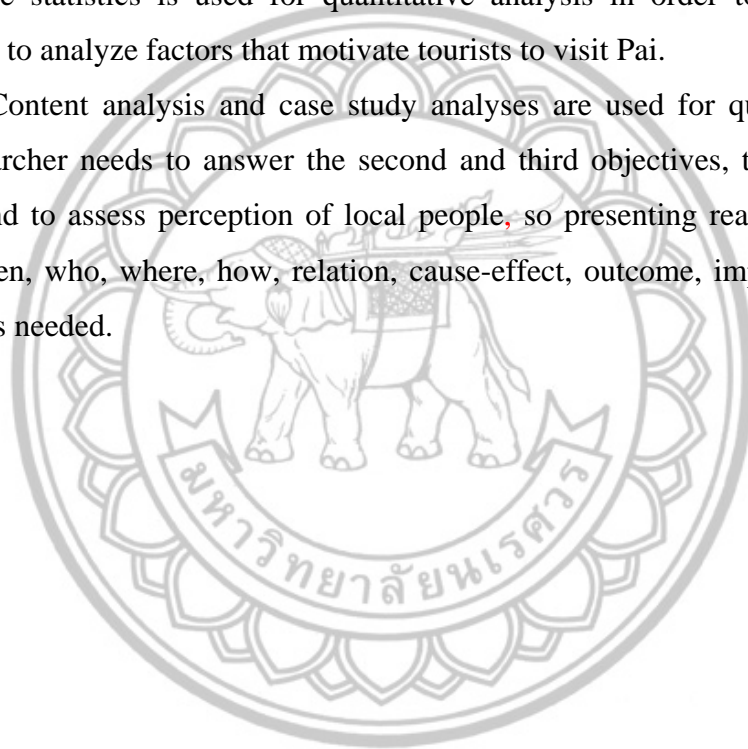 statistics is used for quantitative analysis in order to
to analyze factors that motivate tourists to visit Pai.
Content analysis and case study analyses are used for
needs to answer the second and third objectives,
to assess perception of local people, so presenting
who, where, how, relation, cause-effect, outcome,
needed.
มหาวิทยาลัยนเรศวร